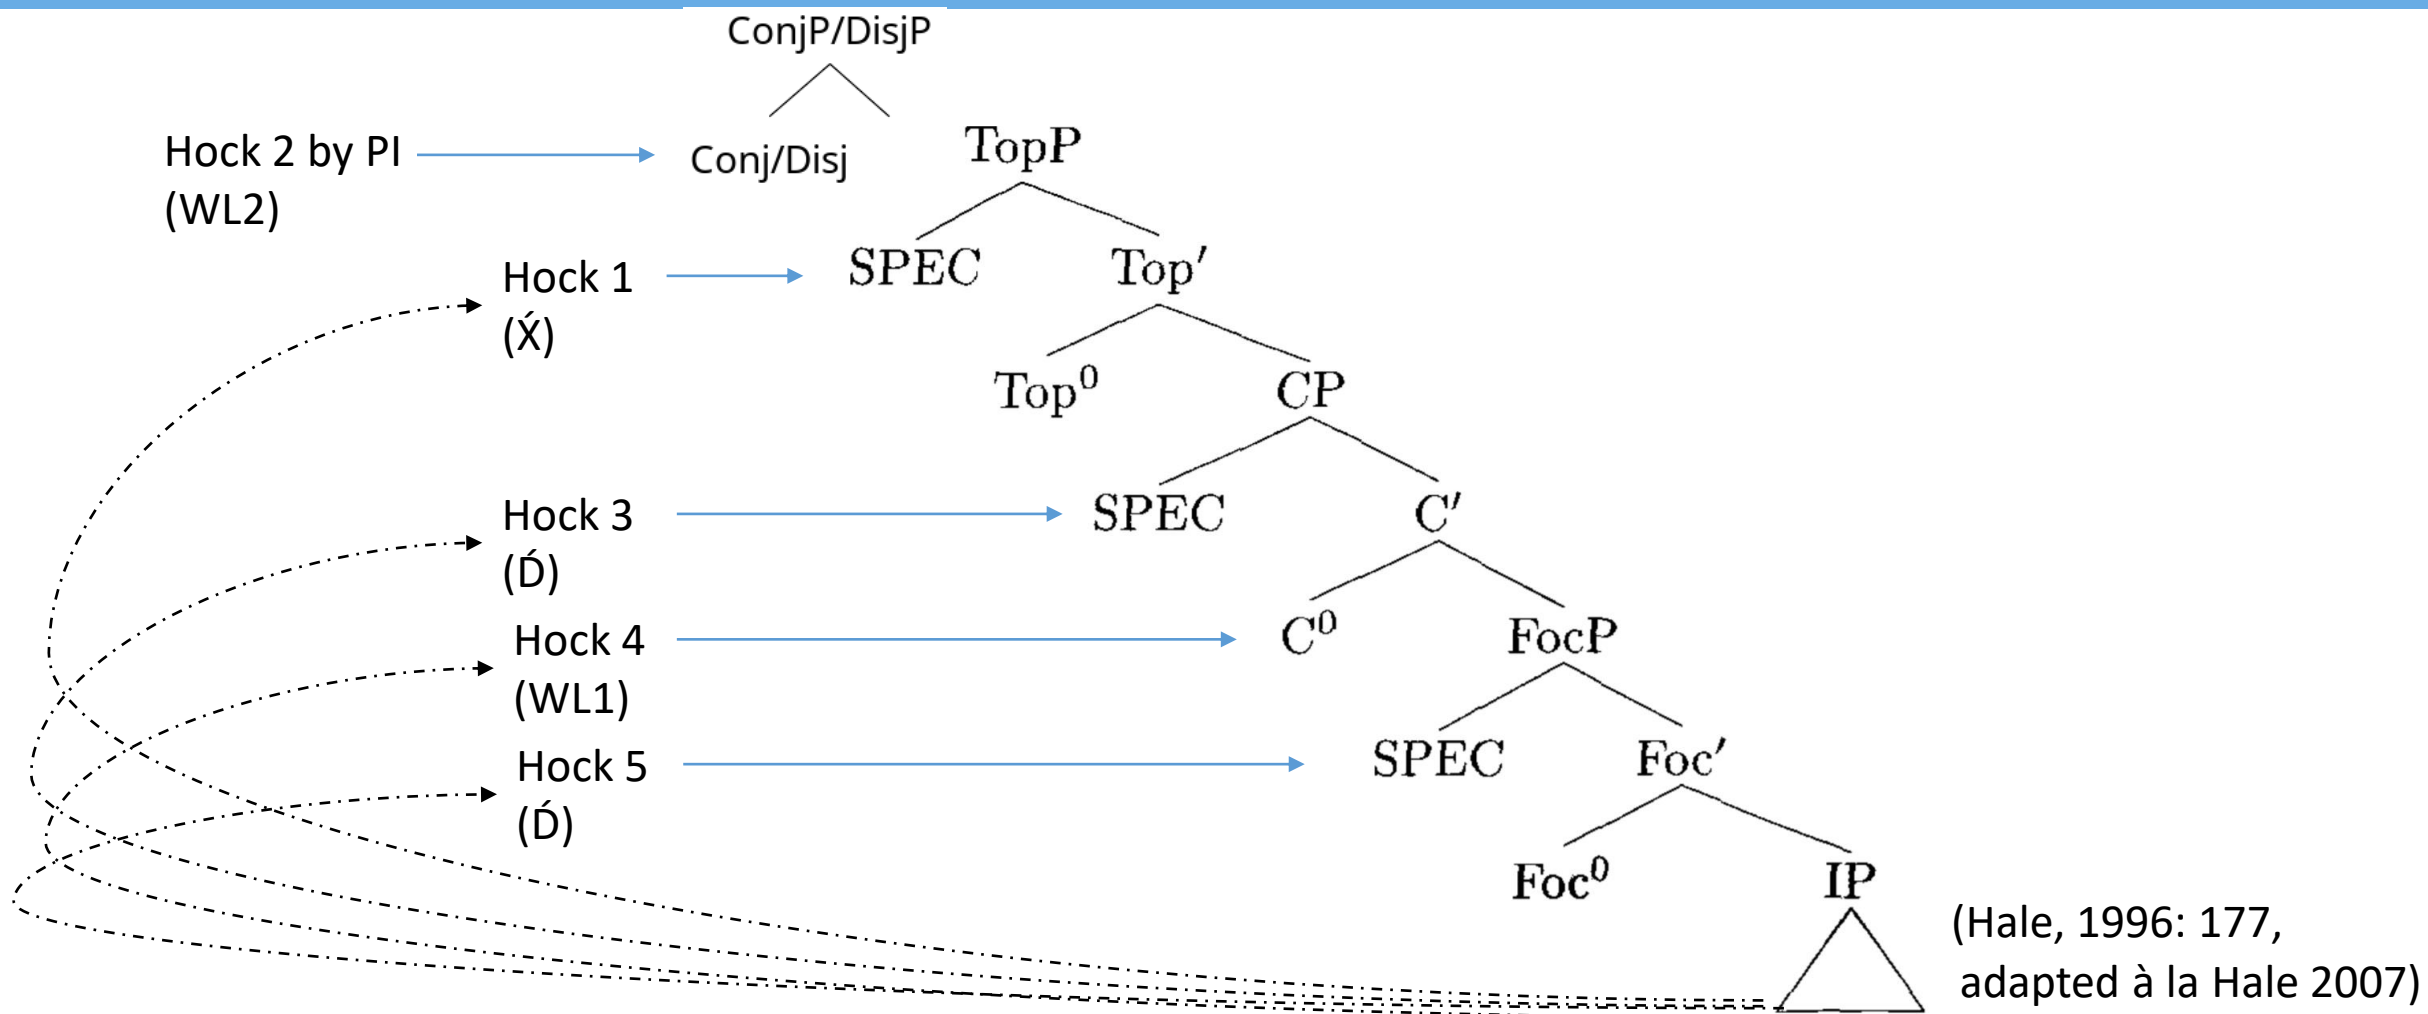 ConjP/DisjP
Hock 2 by PI
(WL2)
Conj/Disj
TopP
Hock 1
(X́)
SPEC
Top′
Top⁰
CP
Hock 3
(D́)
SPEC
C′
Hock 4
(WL1)
C⁰
FocP
Hock 5
(D́)
SPEC
Foc′
Foc⁰
IP
(Hale, 1996: 177,
adapted à la Hale 2007)